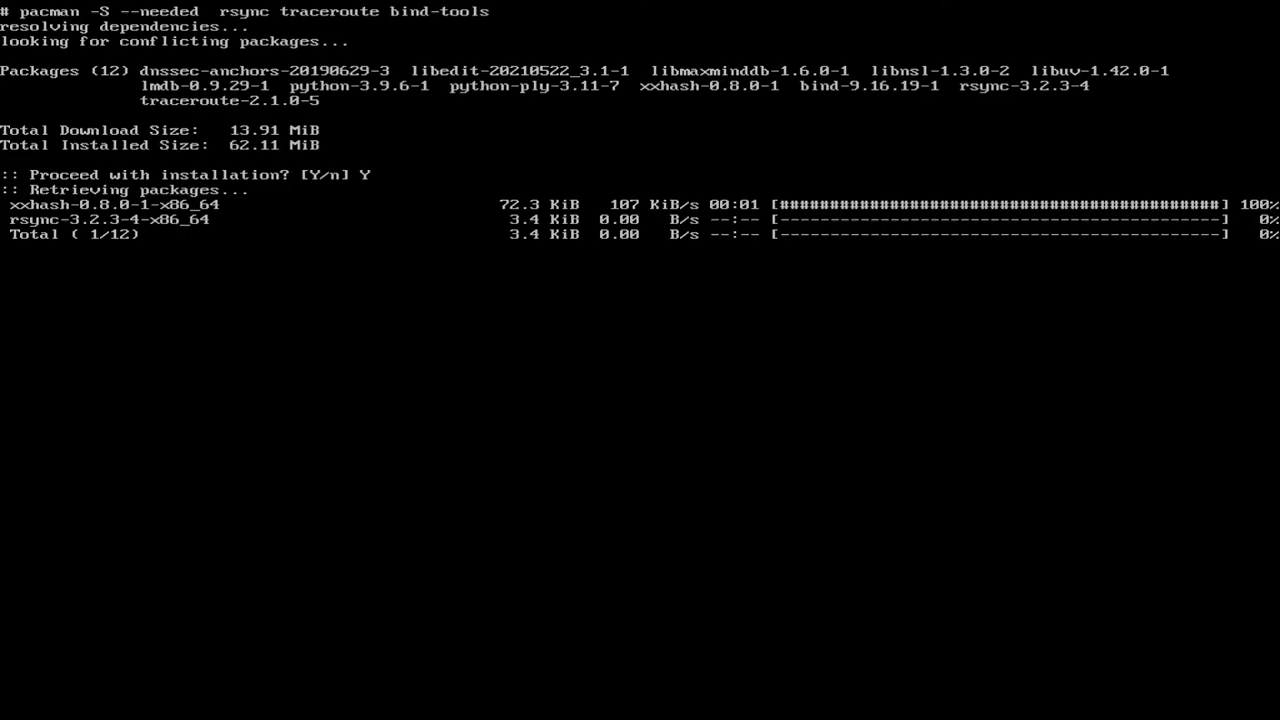 # pacman -S --needed  rsync traceroute bind-tools
resolving dependencies...
looking for conflicting packages...
Packages (12) dnssec-anchors-20190629-3  libedit-20210522_3.1-1  libmaxminddb-1.6.0-1  libnsl-1.3.0-2  libuv-1.42.0-1
lmdb-0.9.29-1  python-3.9.6-1  python-ply-3.11-7  xxhash-0.8.0-1  bind-9.16.19-1  rsync-3.2.3-4
traceroute-2.1.0-5
Total Download Size:   13.91 MiB
Total Installed Size:  62.11 MiB
:: Proceed with installation? [Y/n] Y
:: Retrieving packages...
xxhash-0.8.0-1-x86_64 72.3 KiB   107 KiB/s 00:01 [############################################] 100%
rsync-3.2.3-4-x86_64 3.4 KiB  0.00   B/s --:-- [--------------------------------------------]   0%
Total ( 1/12) 3.4 KiB  0.00   B/s --:-- [--------------------------------------------]   0%